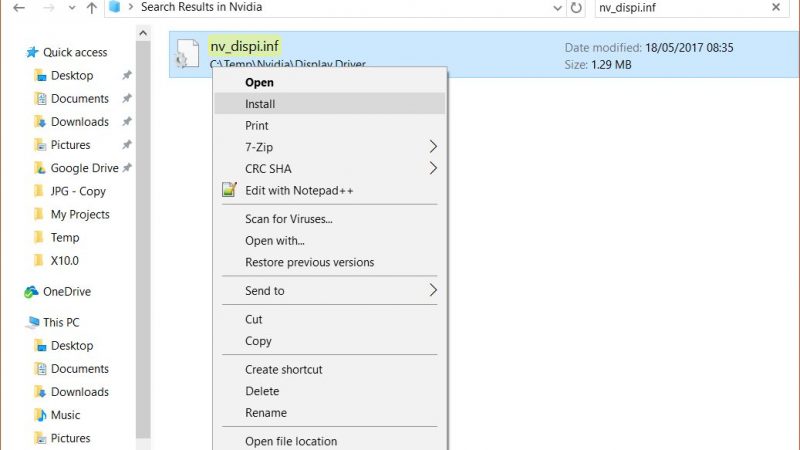 Search Results in Nvidia
nv_dispi.inf
Quick access
Desktop
Documents
Downloads
Pictures
Google Drive
JPG - Copy
My Projects
Temp
X10.0
OneDrive
This PC
Desktop
Documents
Downloads
Music
Pictures
nv_dispi.inf
C:\Temp\Nvidia\Display.Driver
Date modified: 18/05/2017 08:35
Size: 1.29 MB
Open
Install
Print
7-Zip
CRC SHA
Edit with Notepad++
Scan for Viruses...
Open with...
Restore previous versions
Send to
Cut
Copy
Create shortcut
Delete
Rename
Open file location